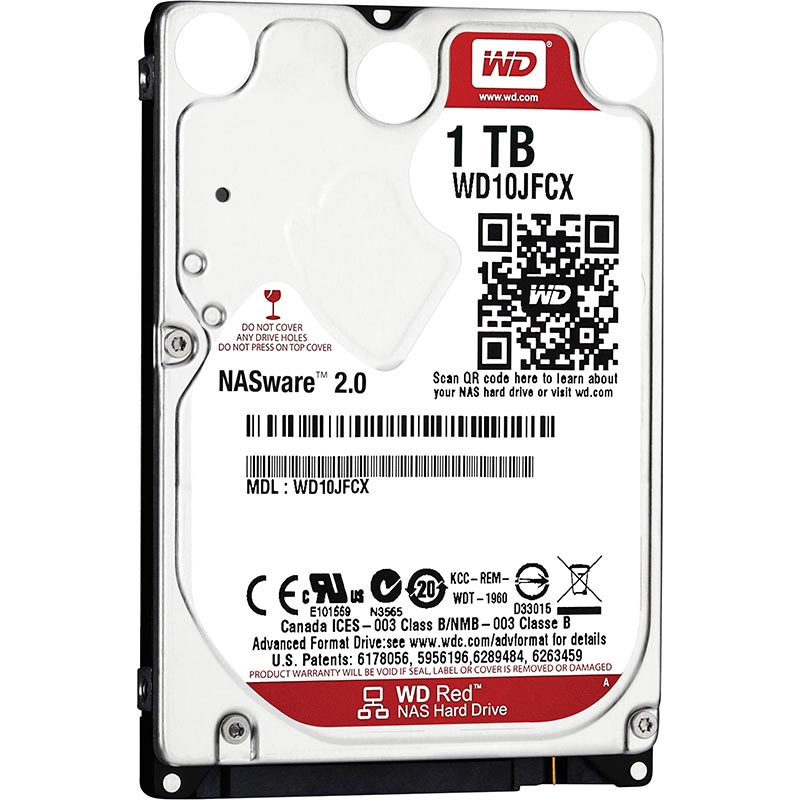 WD®
www.wd.com
1 TB
WD10JFCX
WD
DO NOT COVER
ANY DRIVE HOLES
DO NOT PRESS ON TOP COVER
NASware™ 2.0
Scan QR code here to learn about
your NAS hard drive or visit wd.com
MDL : WD10JFCX
CE c RU us 20 KCC-REM-
WDT-1960
E101559 N3565 D33015
Canada ICES-003 Class B/NMB-003 Classe B
Advanced Format Drive:see www.wdc.com/advformat for details
U.S. Patents: 6178056, 5956196,6289484, 6263459
PRODUCT WARRANTY WILL BE VOID IF SEAL, LABEL OR COVER IS REMOVED OR DAMAGED
WD Red™ A
NAS Hard Drive